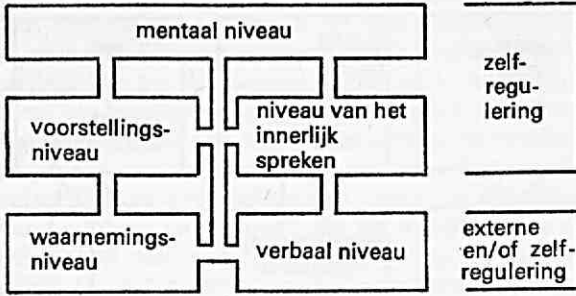 mentaal niveau
voorstellings-
niveau
niveau van het
innerlijk
spreken
waarnemings-
niveau
verbaal niveau
zelf-
regu-
lering
externe
en/of zelf-
regulering